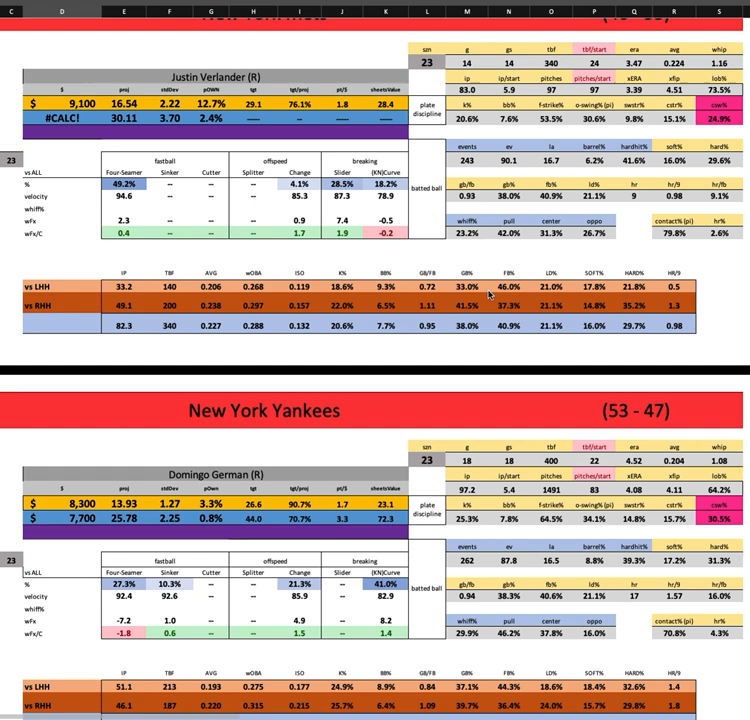 C D E F G H I J K L M N O P Q R S
szn g gs tbf tbf/start era avg whip
23 14 14 340 24 3.47 0.224 1.16
Justin Verlander (R) ip ip/start pitches pitches/start xERA xfip lob%
$ proj stdDev pOWN tgt tgt/proj pt/$ sheetsValue 83.0 5.9 97 97 3.39 4.51 73.5%
$ 9,100 16.54 2.22 12.7% 29.1 76.1% 1.8 28.4 plate discipline k% bb% f-strike% o-swing% (pi) swstr% cstr% csw%
#CALC! 30.11 3.70 2.4% ---- ---- -- ---- 20.6% 7.6% 53.5% 30.6% 9.8% 15.1% 24.9%
events ev la barrel% hardhit% soft% hard%
23 fastball offspeed breaking 243 90.1 16.7 6.2% 41.6% 16.0% 29.6%
vs ALL Four-Seamer Sinker Cutter Splitter Change Slider (KN)Curve
% 49.2% -- -- -- 4.1% 28.5% 18.2% batted ball gb/fb gb% fb% ld% hr hr/9 hr/fb
velocity 94.6 -- -- -- 85.3 87.3 78.9 0.93 38.0% 40.9% 21.1% 9 0.98 9.1%
whiff%
wFx 2.3 -- -- -- 0.9 7.4 -0.5 whiff% pull center oppo contact% (pi) hr%
wFx/C 0.4 -- -- -- 1.7 1.9 -0.2 23.2% 42.0% 31.3% 26.7% 79.8% 2.6%
IP TBF AVG wOBA ISO K% BB% GB/FB GB% FB% LD% SOFT% HARD% HR/9
vs LHH 33.2 140 0.206 0.268 0.119 18.6% 9.3% 0.72 33.0% 46.0% 21.0% 17.8% 21.8% 0.5
vs RHH 49.1 200 0.238 0.297 0.157 22.0% 6.5% 1.11 41.5% 37.3% 21.1% 14.8% 35.2% 1.3
82.3 340 0.227 0.288 0.132 20.6% 7.7% 0.95 38.0% 40.9% 21.1% 16.0% 29.7% 0.98
New York Yankees (53 - 47)
szn g gs tbf tbf/start era avg whip
23 18 18 400 22 4.52 0.204 1.08
Domingo German (R) ip ip/start pitches pitches/start xERA xfip lob%
$ proj stdDev pOwn tgt tgt/proj pt/$ sheetsValue 97.2 5.4 1491 83 4.08 4.11 64.2%
$ 8,300 13.93 1.27 3.3% 26.6 90.7% 1.7 23.1 plate discipline k% bb% f-strike% o-swing% (pi) swstr% cstr% csw%
$ 7,700 25.78 2.25 0.8% 44.0 70.7% 3.3 72.3 25.3% 7.8% 64.5% 34.1% 14.8% 15.7% 30.5%
events ev la barrel% hardhit% soft% hard%
23 fastball offspeed breaking 262 87.8 16.5 8.8% 39.3% 17.2% 31.3%
vs ALL Four-Seamer Sinker Cutter Splitter Change Slider (KN)Curve
% 27.3% 10.3% -- -- 21.3% -- 41.0% batted ball gb/fb gb% fb% ld% hr hr/9 hr/fb
velocity 92.4 92.6 -- -- 85.9 -- 82.9 0.94 38.3% 40.6% 21.1% 17 1.57 16.0%
whiff%
wFx -7.2 1.0 -- -- 4.9 -- 8.2 whiff% pull center oppo contact% (pi) hr%
wFx/C -1.8 0.6 -- -- 1.5 -- 1.4 29.9% 46.2% 37.8% 16.0% 70.8% 4.3%
IP TBF AVG wOBA ISO K% BB% GB/FB GB% FB% LD% SOFT% HARD% HR/9
vs LHH 51.1 213 0.193 0.275 0.177 24.9% 8.9% 0.84 37.1% 44.3% 18.6% 18.4% 32.6% 1.4
vs RHH 46.1 187 0.220 0.315 0.215 25.7% 6.4% 1.09 39.7% 36.4% 24.0% 15.7% 29.8% 1.8